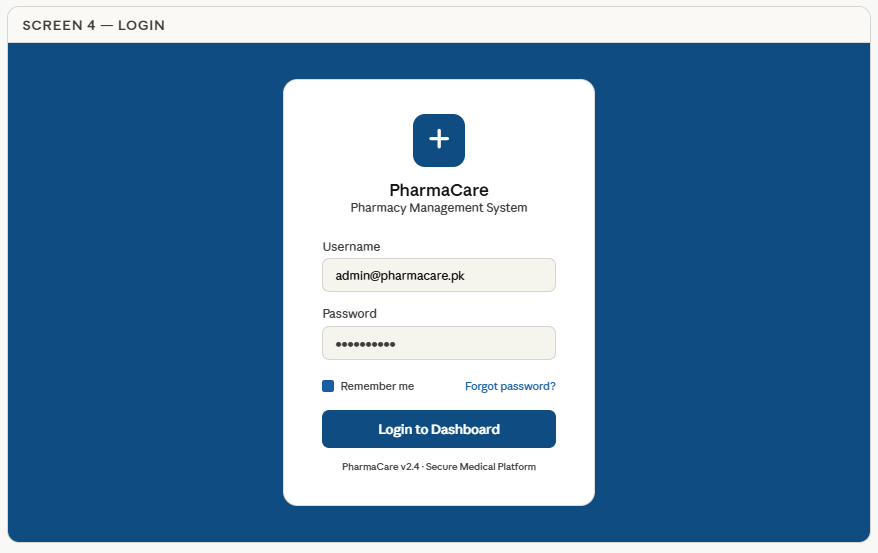 SCREEN 4 — LOGIN
PharmaCare
Pharmacy Management System
Username
admin@pharmacare.pk
Password
••••••••••
Remember me
Forgot password?
Login to Dashboard
PharmaCare v2.4 · Secure Medical Platform